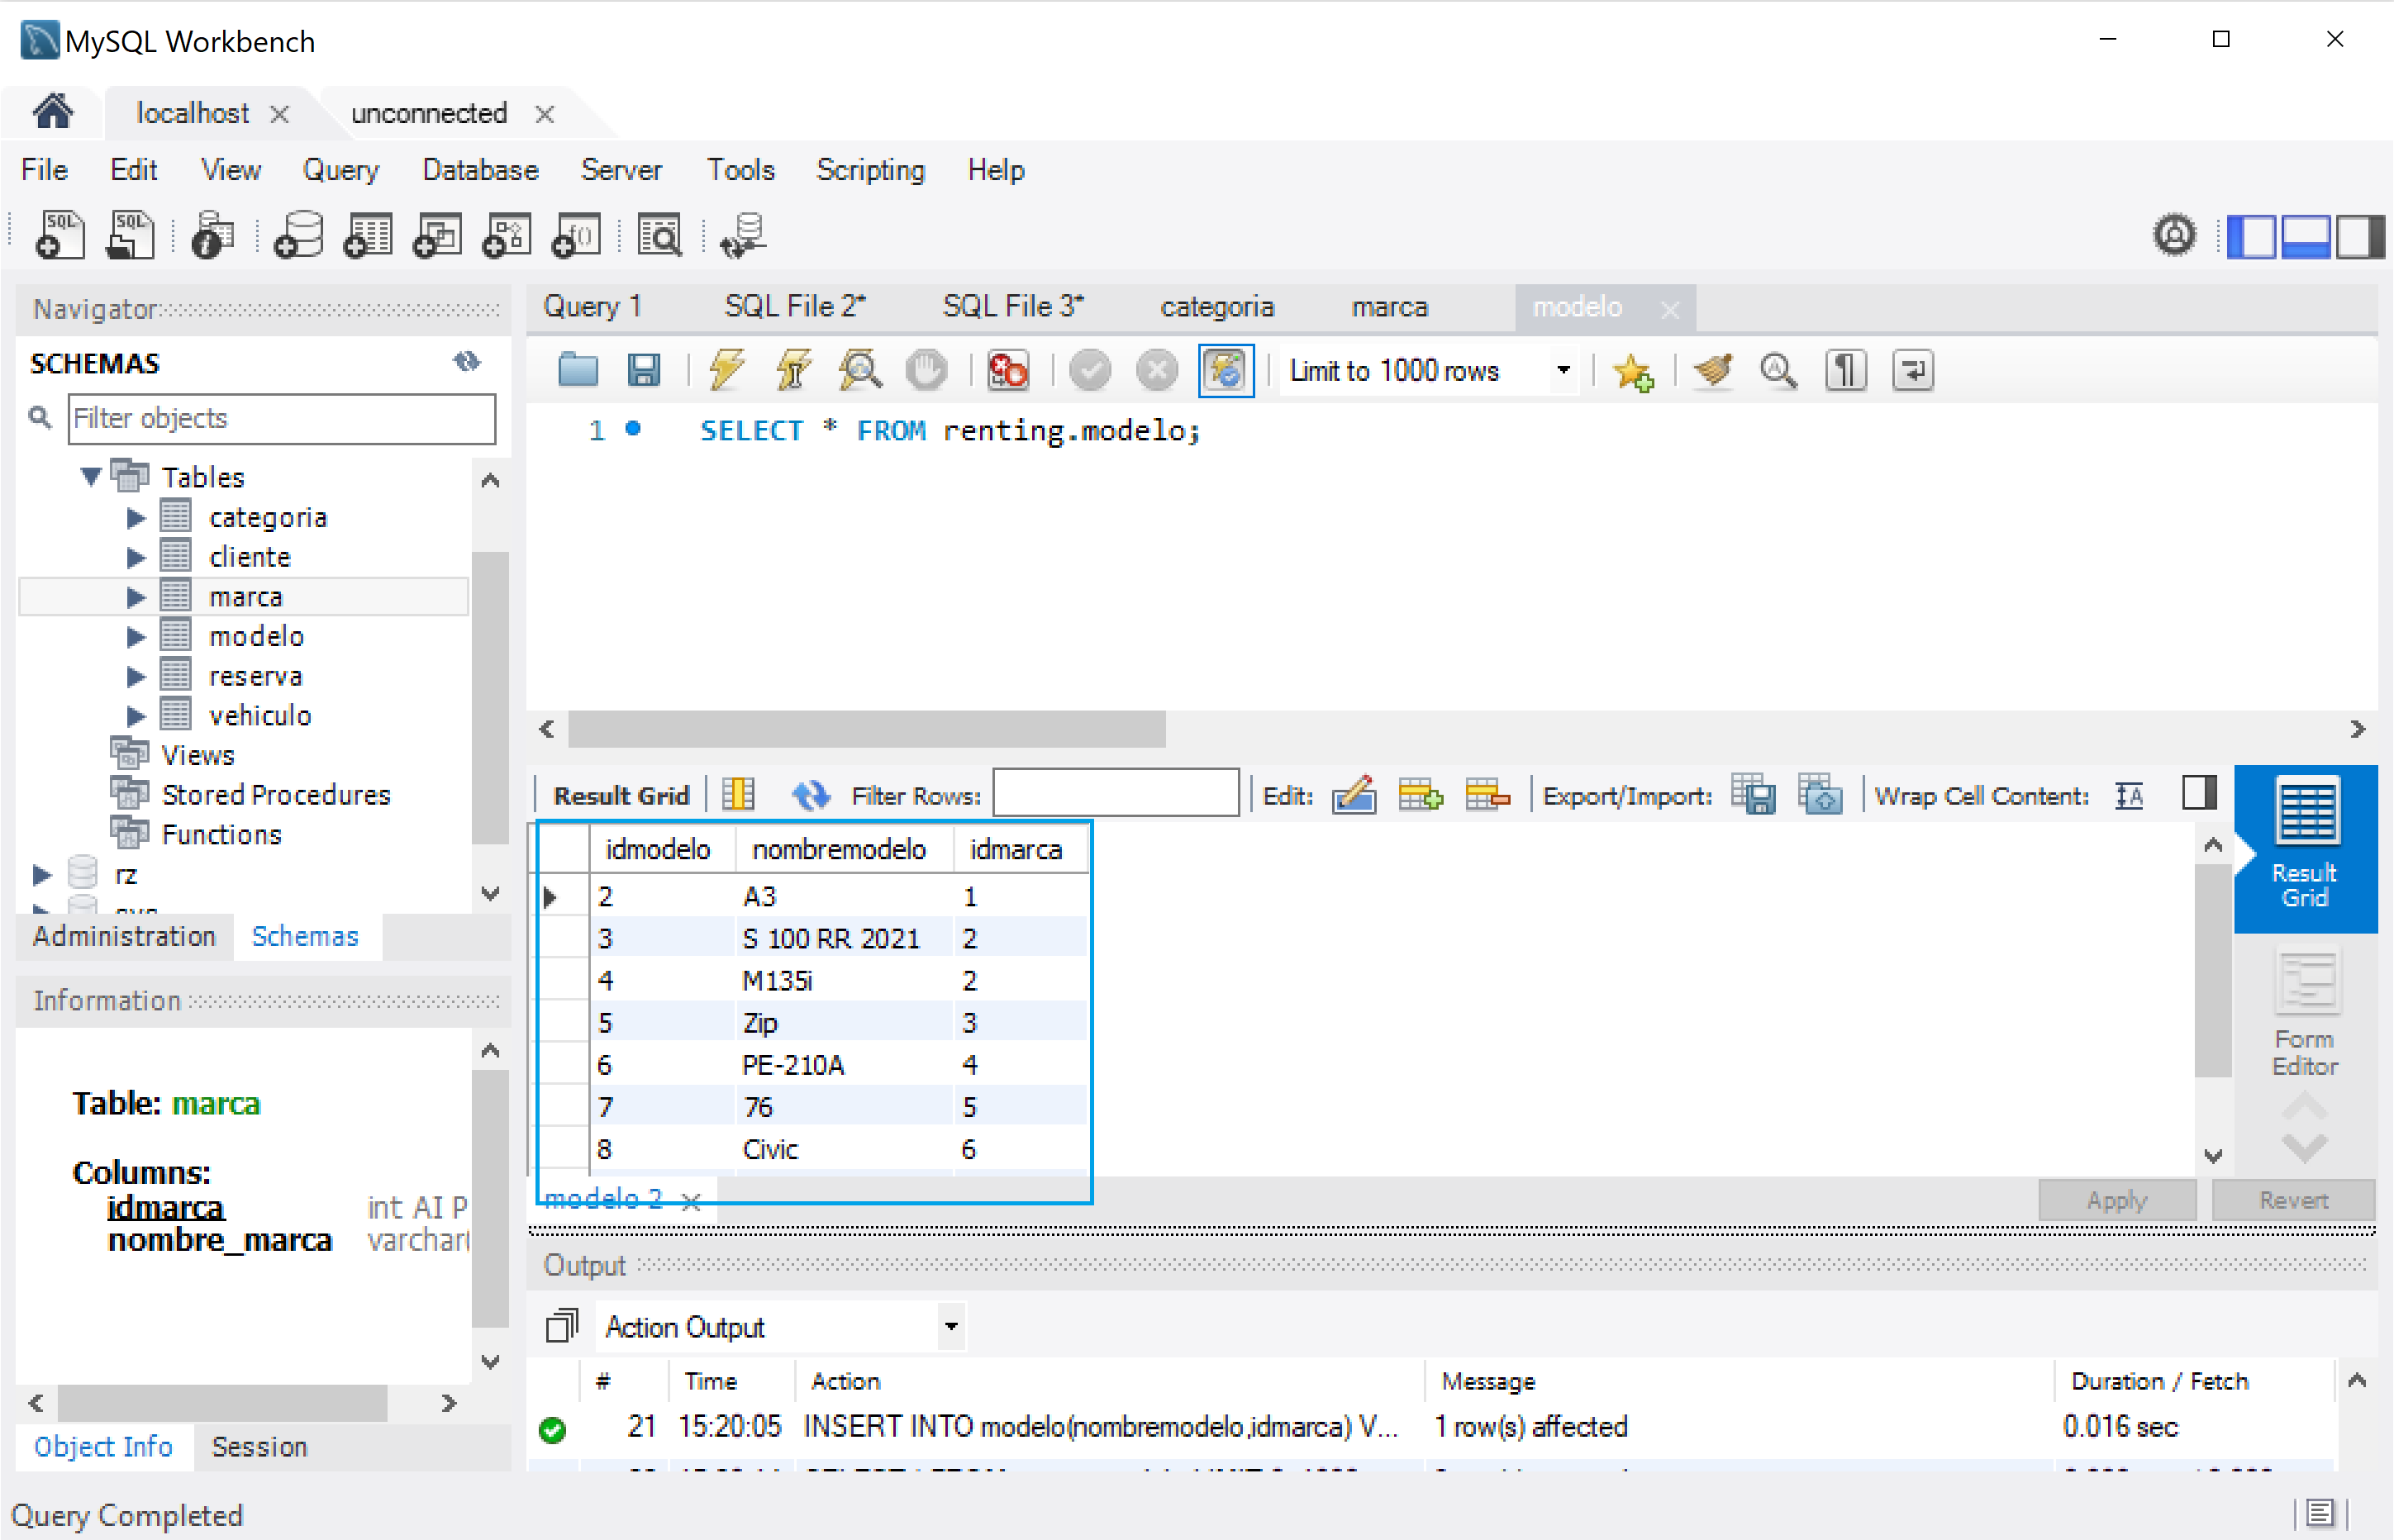 MySQL Workbench
localhost
unconnected
File Edit View Query Database Server Tools Scripting Help
SQL SQL f()
Navigator
SCHEMAS
Filter objects
Tables
categoria
cliente
marca
modelo
reserva
vehiculo
Views
Stored Procedures
Functions
rz
Administration Schemas
Information
Table: marca
Columns:
idmarca int AI P
nombre_marca varchar(
Object Info Session
Query 1 SQL File 2* SQL File 3* categoria marca modelo
Limit to 1000 rows
1 SELECT * FROM renting.modelo;
Result Grid Filter Rows: Edit: Export/Import: Wrap Cell Content:
idmodelo nombremodelo idmarca
2 A3 1
3 S 100 RR 2021 2
4 M135i 2
5 Zip 3
6 PE-210A 4
7 76 5
8 Civic 6
Result
Grid
Form
Editor
modelo 2
Apply Revert
Output
Action Output
# Time Action Message Duration / Fetch
21 15:20:05 INSERT INTO modelo(nombremodelo,idmarca) V... 1 row(s) affected 0.016 sec
Query Completed